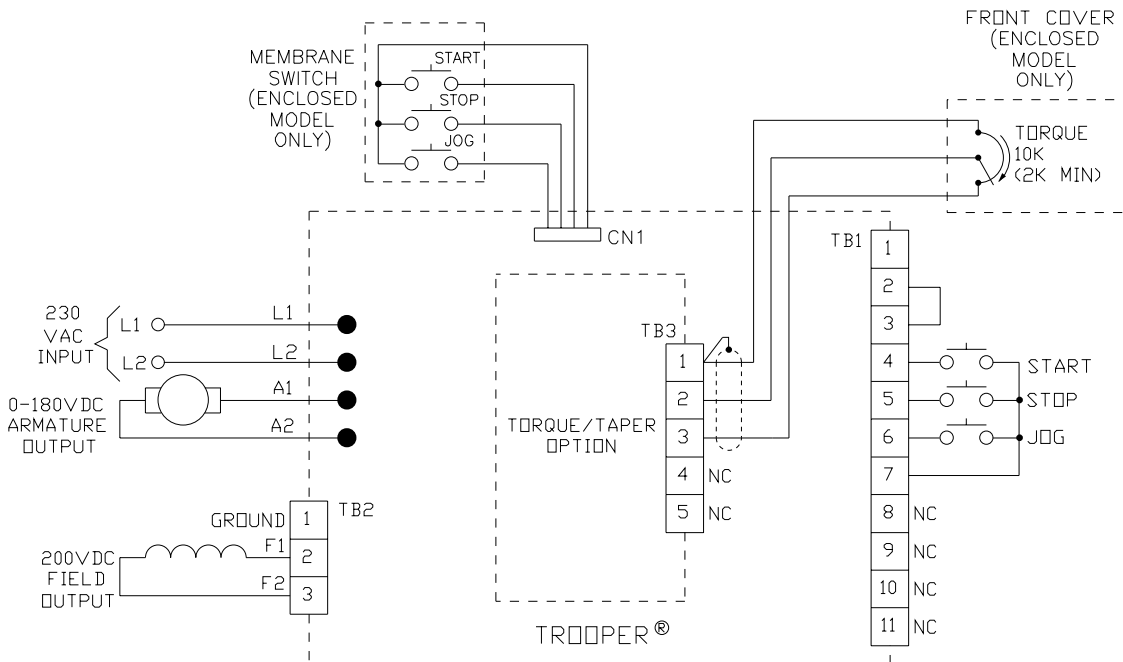 FRONT COVER
(ENCLOSED
MODEL
ONLY)
MEMBRANE
SWITCH
(ENCLOSED
MODEL
ONLY)
START
STOP
JOG
TORQUE
10K
(2K MIN)
CN1
TB1
1
2
3
4
5
6
7
8
9
10
11
START
STOP
JOG
NC
NC
NC
NC
230
VAC
INPUT
L1
L2
L1
L2
A1
A2
0-180VDC
ARMATURE
OUTPUT
TB3
1
2
3
4
5
NC
NC
TORQUE/TAPER
OPTION
TB2
GROUND
F1
F2
1
2
3
200VDC
FIELD
OUTPUT
TROOPER®